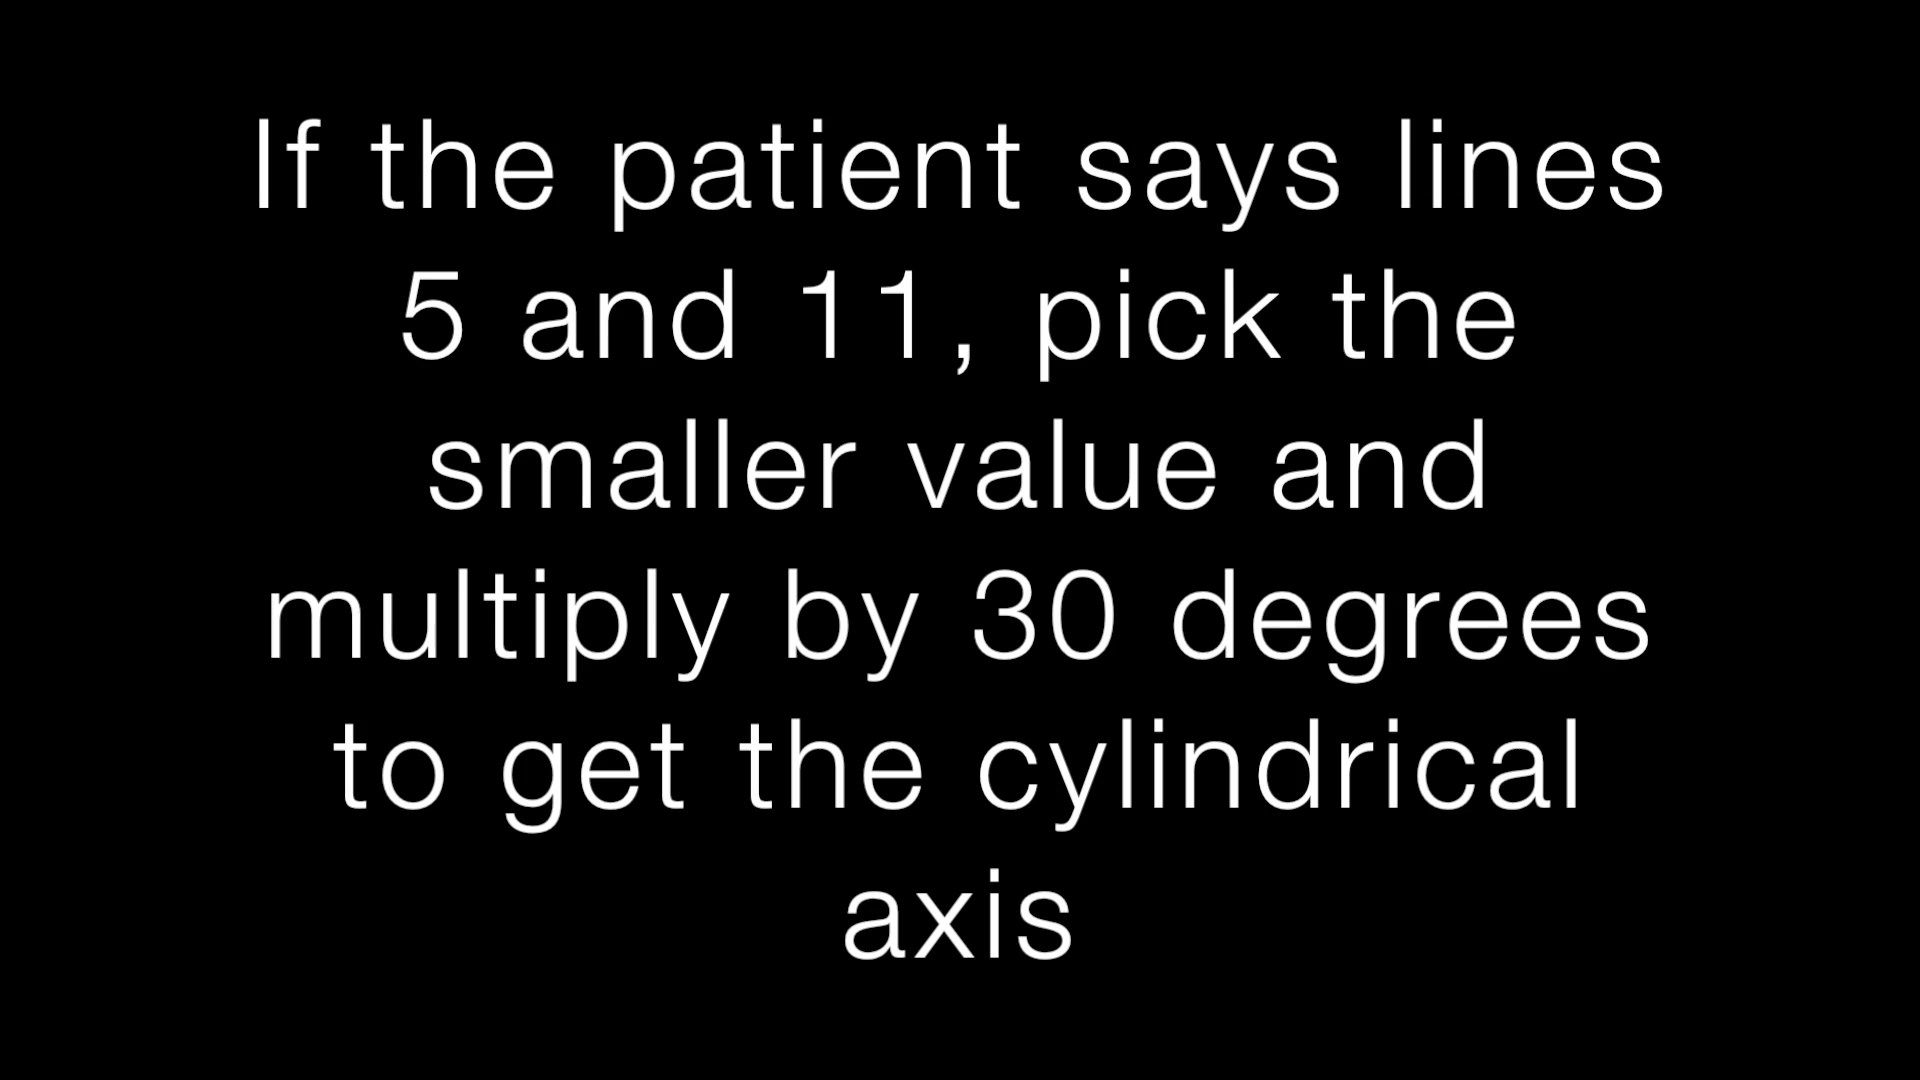 If the patient says lines
5 and 11, pick the
smaller value and
multiply by 30 degrees
to get the cylindrical
axis